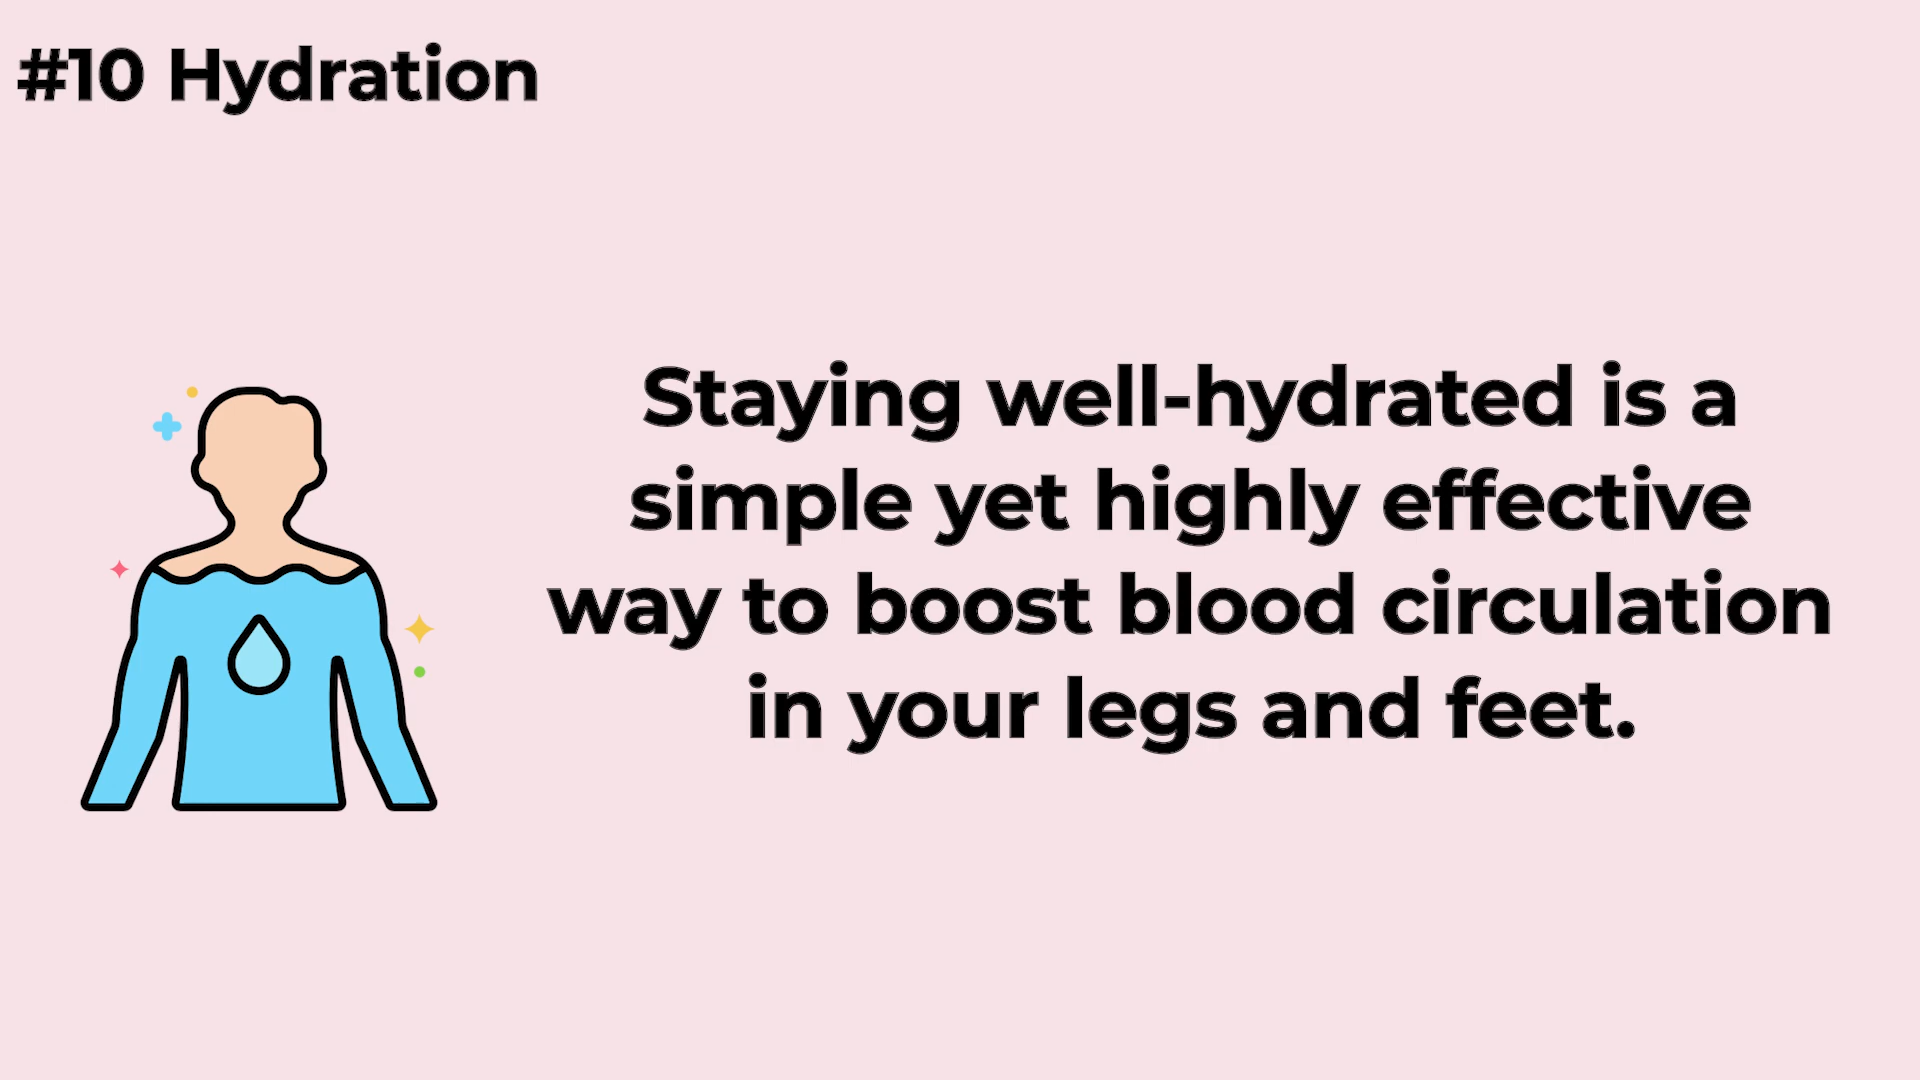 #10 Hydration
Staying well-hydrated is a
simple yet highly effective
way to boost blood circulation
in your legs and feet.